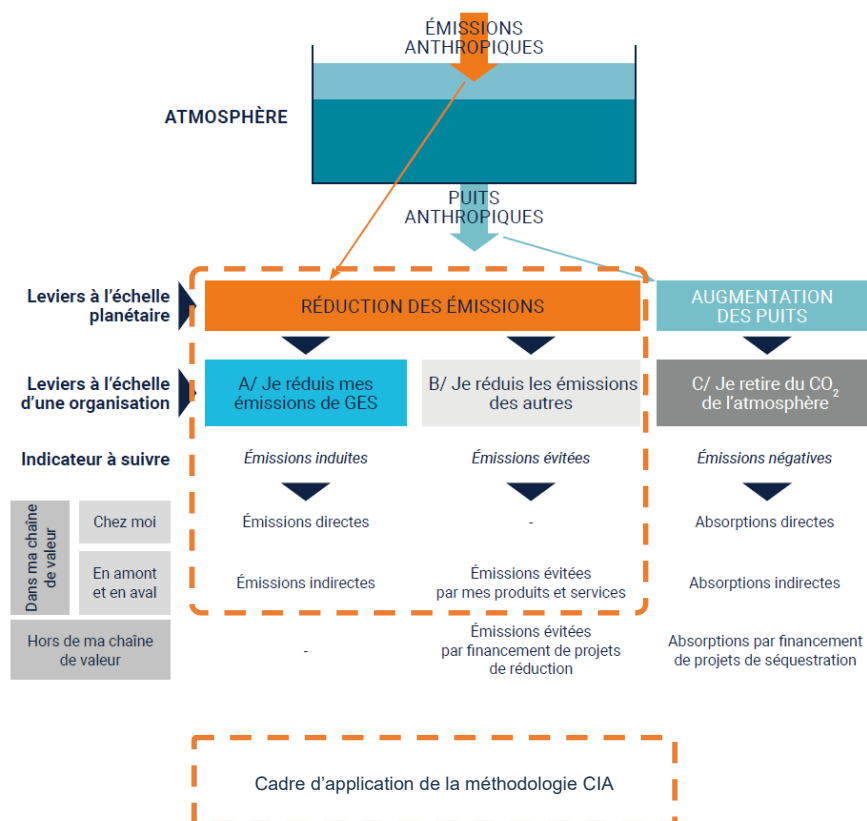 ÉMISSIONS
ANTHROPIQUES
ATMOSPHÈRE
PUITS
ANTHROPIQUES
Leviers à l'échelle
planétaire
RÉDUCTION DES ÉMISSIONS
AUGMENTATION
DES PUITS
Leviers à l'échelle
d'une organisation
A/ Je réduis mes
émissions de GES
B/ Je réduis les émissions
des autres
C/ Je retire du CO₂
de l'atmosphère
Indicateur à suivre
Émissions induites
Émissions évitées
Émissions négatives
Dans ma chaîne
de valeur
Chez moi
Émissions directes
-
Absorptions directes
En amont
et en aval
Émissions indirectes
Émissions évitées
par mes produits et services
Absorptions indirectes
Hors de ma chaîne
de valeur
-
Émissions évitées
par financement de projets
de réduction
Absorptions par financement
de projets de séquestration
Cadre d'application de la méthodologie CIA